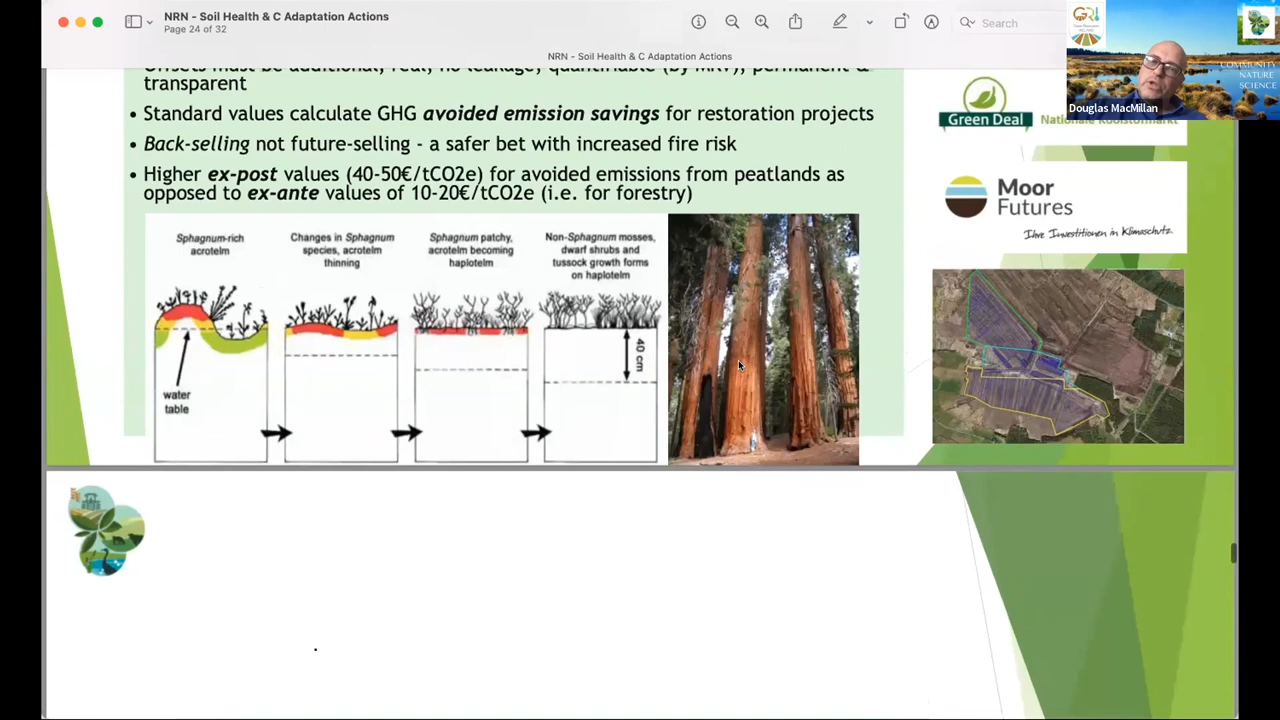 NRN - Soil Health & C Adaptation Actions
Page 24 of 32
Search
NRN - Soil Health & C Adaptation Actions
GRI
COMMUNITY
NATURE
SCIENCE
Douglas MacMillan
transparent
• Standard values calculate GHG avoided emission savings for restoration projects
• Back-selling not future-selling - a safer bet with increased fire risk
• Higher ex-post values (40-50€/tCO2e) for avoided emissions from peatlands as
opposed to ex-ante values of 10-20€/tCO2e (i.e. for forestry)
Green Deal
Moor
Futures
Ihre Investitionen in Klimaschutz.
Sphagnum-rich
acrotelm
Changes in Sphagnum
species, acrotelm
thinning
Sphagnum patchy,
acrotelm becoming
haplotelm
Non-Sphagnum mosses,
dwarf shrubs and
tussock growth forms
on haplotelm
water
table
40 cm